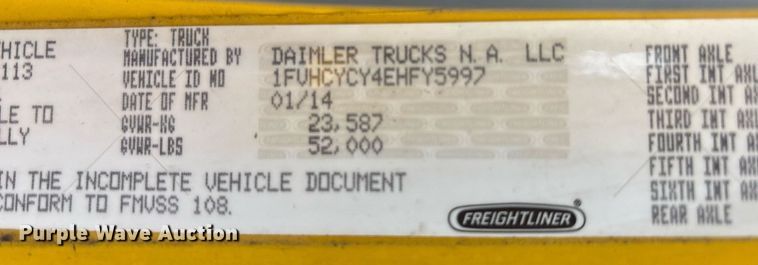 TYPE: TRUCK
VEHICLE MANUFACTURED BY DAIMLER TRUCKS N.A. LLC FRONT AXLE
113 VEHICLE ID NO 1FVHCYCY4EHFY5997 FIRST INT AXL
DATE OF MFR 01/14 SECOND INT AX
LE TO GVWR-KG 23,587 THIRD INT AX
LLY GVWR-LBS 52,000 FOURTH INT AX
FIFTH INT AX
IN THE INCOMPLETE VEHICLE DOCUMENT SIXTH INT AX
CONFORM TO FMVSS 108. FREIGHTLINER® REAR AXLE
Purple Wave Auction